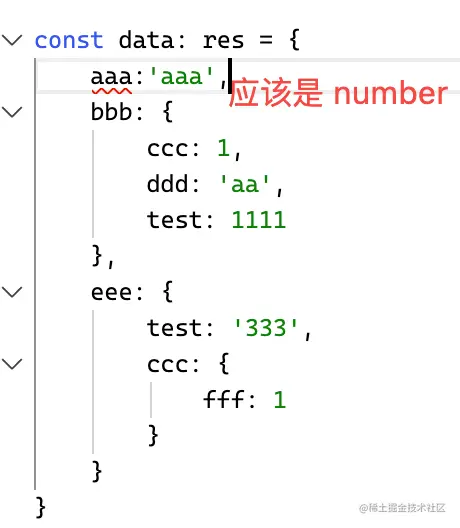 const data: res = {
aaa:'aaa',应该是 number
bbb: {
ccc: 1,
ddd: 'aa',
test: 1111
},
eee: {
test: '333',
ccc: {
fff: 1
}
}
}
@稀土掘金技术社区